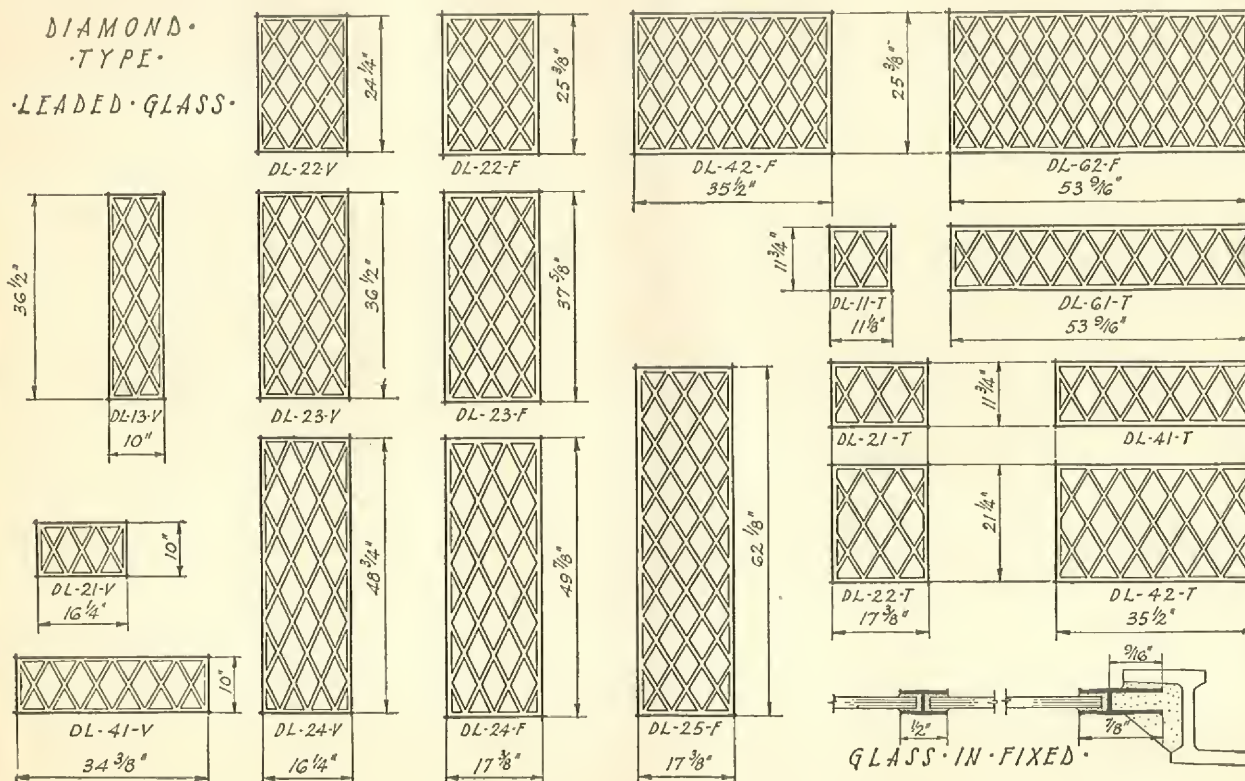 DIAMOND·
·TYPE·
·LEADED·GLASS·
24 1/4"
DL-22-V
25 3/8"
DL-22-F
25 3/8"
DL-42-F
35 1/2"
DL-62-F
53 9/16"
36 1/2"
DL-13-V
10"
36 1/2"
DL-23-V
37 5/8"
DL-23-F
11 3/4"
DL-11-T
11 1/8"
DL-61-T
53 9/16"
11 3/4"
DL-21-T
DL-41-T
10"
DL-21-V
16 1/4"
48 3/4"
DL-24-V
16 1/4"
49 7/8"
DL-24-F
17 3/8"
62 1/8"
DL-25-F
17 3/8"
21 1/4"
DL-22-T
17 3/8"
DL-42-T
35 1/2"
10"
DL-41-V
34 3/8"
9/16"
1/2"
7/8"
GLASS·IN·FIXED·